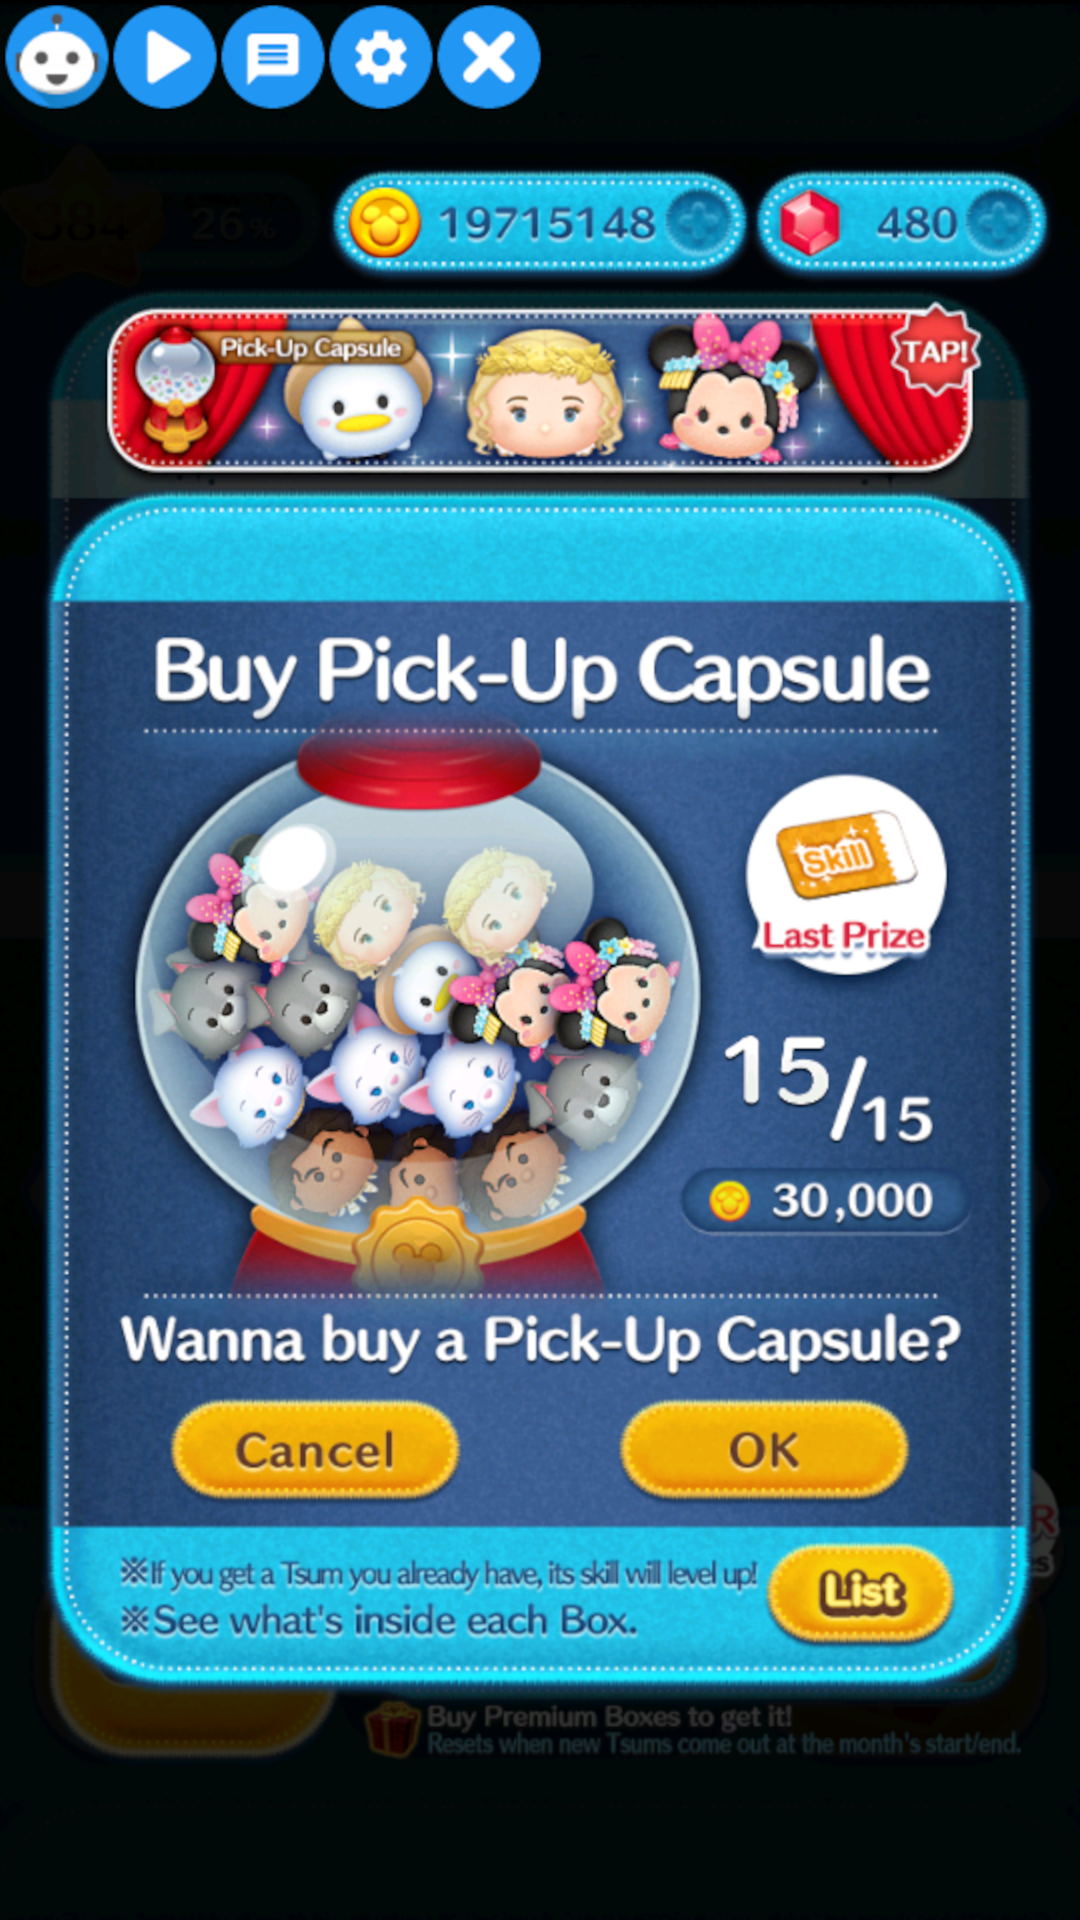 384
26%
19715148
480
Pick-Up Capsule
TAP!
Buy Pick-Up Capsule
Skill
Last Prize
15/15
30,000
Wanna buy a Pick-Up Capsule?
Cancel
OK
※If you get a Tsum you already have, its skill will level up!
※See what's inside each Box.
List
Buy Premium Boxes to get it!
Resets when new Tsums come out at the month's start/end.